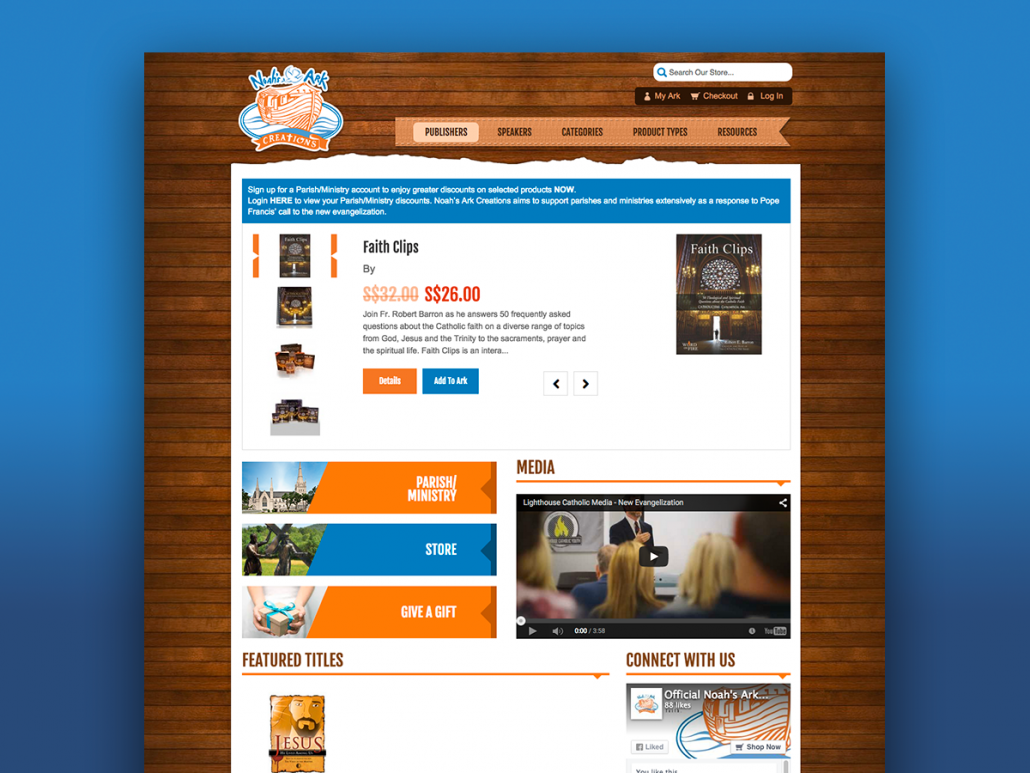 Noah's Ark
CREATIONS
Search Our Store...
My Ark Checkout Log In
PUBLISHERS SPEAKERS CATEGORIES PRODUCT TYPES RESOURCES
Sign up for a Parish/Ministry account to enjoy greater discounts on selected products NOW.
Login HERE to view your Parish/Ministry discounts. Noah's Ark Creations aims to support parishes and ministries extensively as a response to Pope
Francis' call to the new evangelization.
Faith Clips
Faith Clips
By
S$32.00 S$26.00
Join Fr. Robert Barron as he answers 50 frequently asked
questions about the Catholic faith on a diverse range of topics
from God, Jesus and the Trinity to the sacraments, prayer and
the spiritual life. Faith Clips is an intera...
Details Add To Ark
Faith Clips
WORD
PARISH/
MINISTRY
STORE
GIVE A GIFT
MEDIA
Lighthouse Catholic Media - New Evangelization
0:00 / 3:58
YouTube
FEATURED TITLES
JESUS
CONNECT WITH US
Official Noah's Ark...
88 likes
Liked
Shop Now
You like this